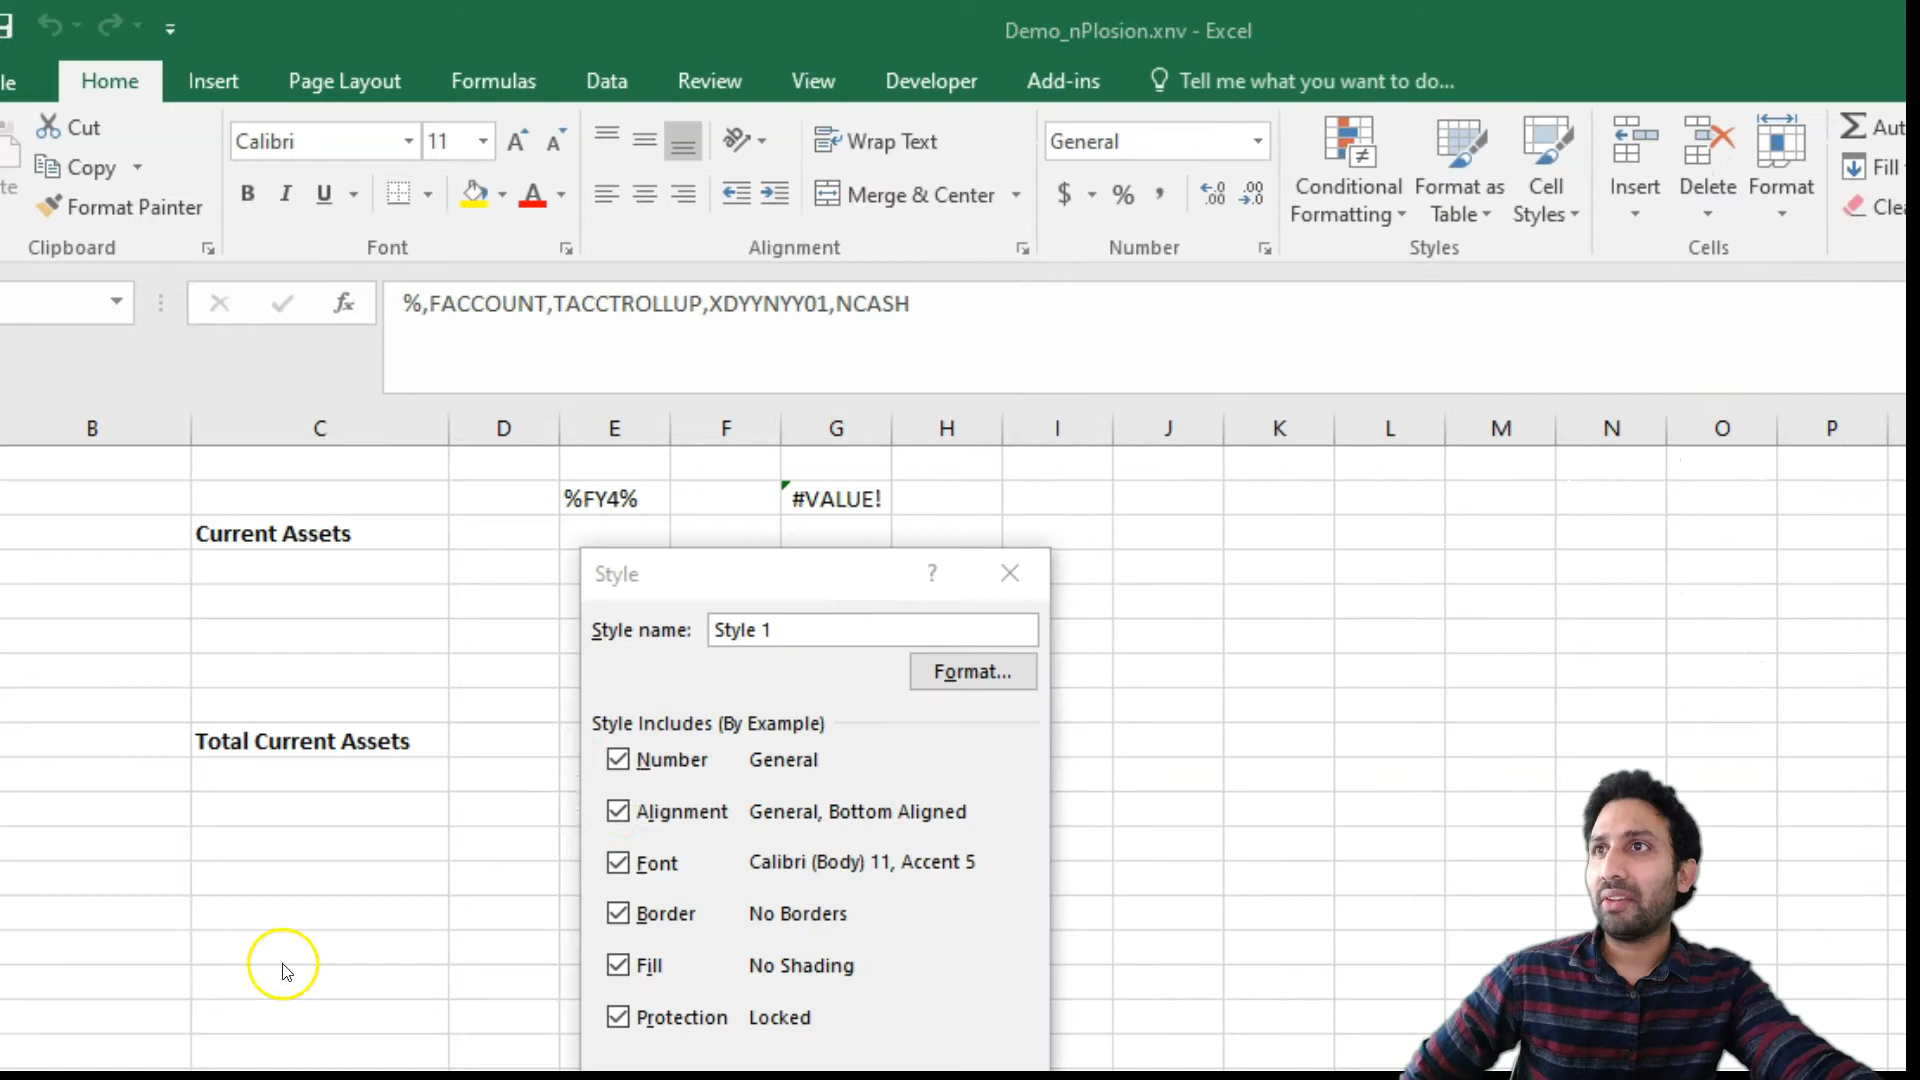 Demo_nPlosion.xnv - Excel
le Home Insert Page Layout Formulas Data Review View Developer Add-ins Tell me what you want to do...
Cut
Copy
Format Painter
Clipboard
Calibri 11
B I U A
Font
Wrap Text
Merge & Center
Alignment
General
$ % ,
Number
Conditional Formatting
Format as Table
Cell Styles
Styles
Insert Delete Format
Cells
Aut
Fill
Cle
te
fx %,FACCOUNT,TACCTROLLUP,XDYYNYY01,NCASH
B C D E F G H I J K L M N O P
%FY4% #VALUE!
Current Assets
Total Current Assets
Style ?
Style name: Style 1
Format...
Style Includes (By Example)
Number General
Alignment General, Bottom Aligned
Font Calibri (Body) 11, Accent 5
Border No Borders
Fill No Shading
Protection Locked